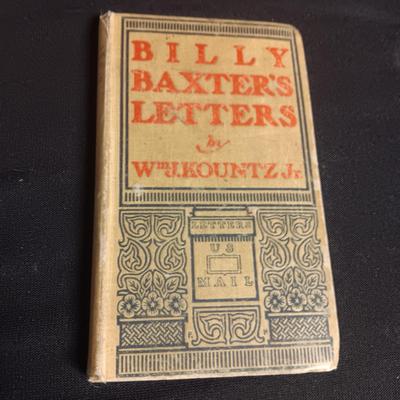 BILLY
BAXTER'S
LETTERS
by
Wm. J. KOUNTZ Jr.
LETTERS
US
MAIL